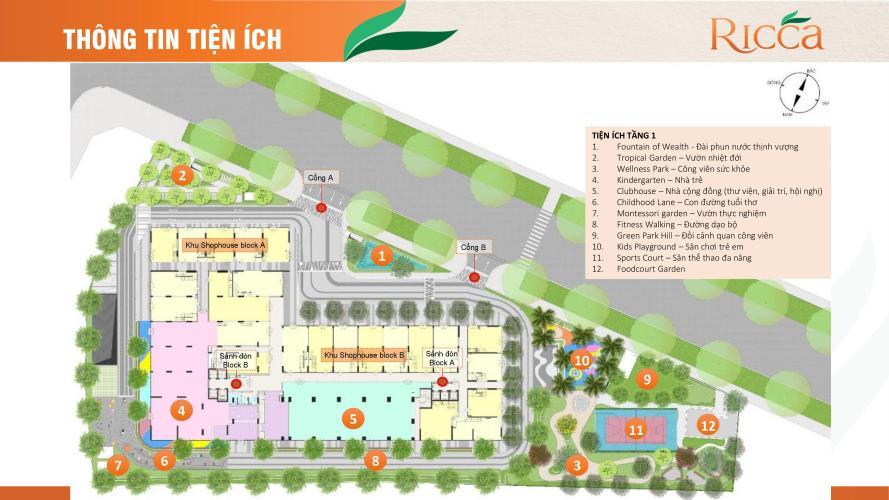 THÔNG TIN TIỆN ÍCH
RICCA
BẮC
ĐÔNG
TÂY
NAM
TIỆN ÍCH TẦNG 1
1. Fountain of Wealth - Đài phun nước thịnh vượng
2. Tropical Garden – Vườn nhiệt đới
3. Wellness Park – Công viên sức khỏe
4. Kindergarten – Nhà trẻ
5. Clubhouse – Nhà cộng đồng (thư viện, giải trí, hội nghị)
6. Childhood Lane – Con đường tuổi thơ
7. Montessori garden – Vườn thực nghiệm
8. Fitness Walking – Đường dạo bộ
9. Green Park Hill – Đồi cảnh quan công viên
10. Kids Playground – Sân chơi trẻ em
11. Sports Court – Sân thể thao đa năng
12. Foodcourt Garden
2
Cổng A
Khu Shophouse block A
1
Cổng B
Khu Shophouse block B
Sảnh đón
Block B
Sảnh đón
Block A
10
9
4
5
11
12
7
6
8
3